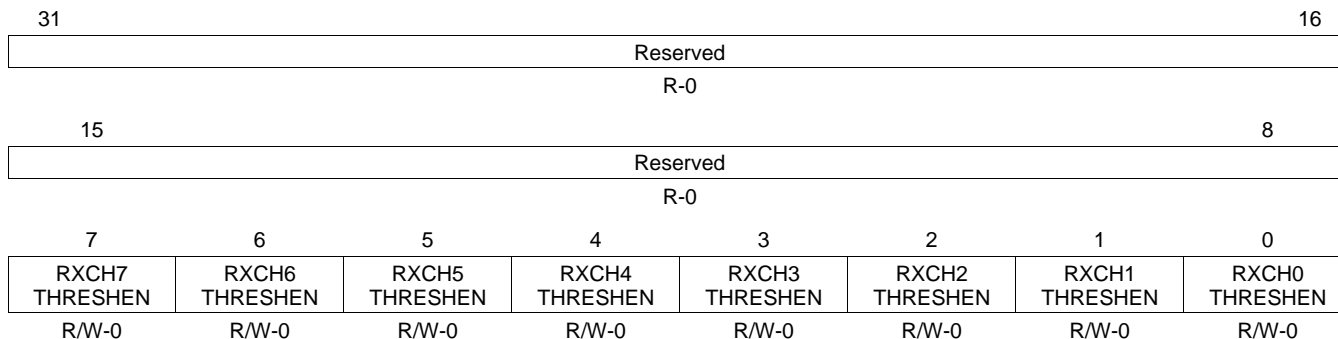 31 16
Reserved
R-0
15 8
Reserved
R-0
7 6 5 4 3 2 1 0
RXCH7 RXCH6 RXCH5 RXCH4 RXCH3 RXCH2 RXCH1 RXCH0
THRESHEN THRESHEN THRESHEN THRESHEN THRESHEN THRESHEN THRESHEN THRESHEN
R/W-0 R/W-0 R/W-0 R/W-0 R/W-0 R/W-0 R/W-0 R/W-0